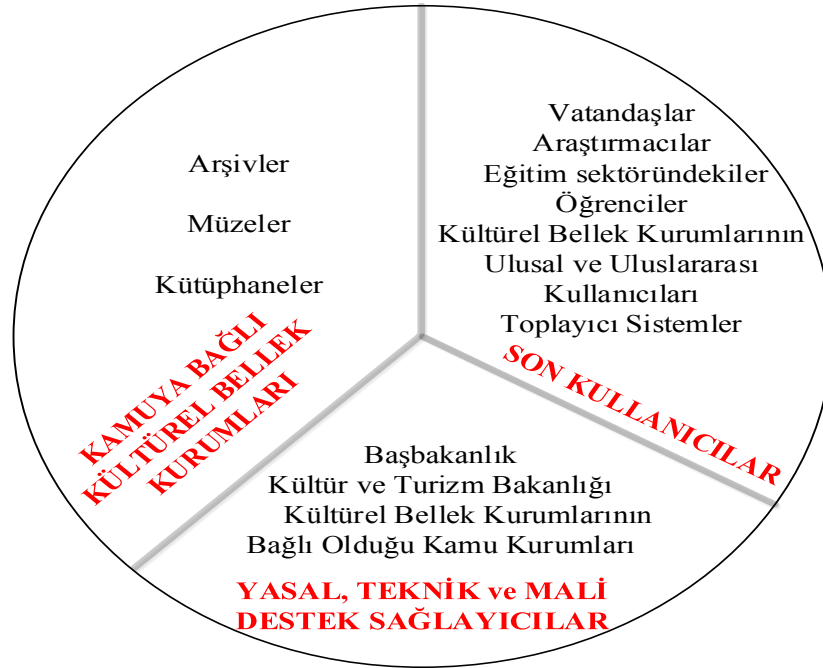 Arşivler
Müzeler
Kütüphaneler
KAMUYA BAĞLI
KÜLTÜREL BELLEK
KURUMLARI
Vatandaşlar
Araştırmacılar
Eğitim sektöründekiler
Öğrenciler
Kültürel Bellek Kurumlarının
Ulusal ve Uluslararası
Kullanıcıları
Toplayıcı Sistemler
SON KULLANICILAR
Başbakanlık
Kültür ve Turizm Bakanlığı
Kültürel Bellek Kurumlarının
Bağlı Olduğu Kamu Kurumları
YASAL, TEKNİK ve MALİ
DESTEK SAĞLAYICILAR